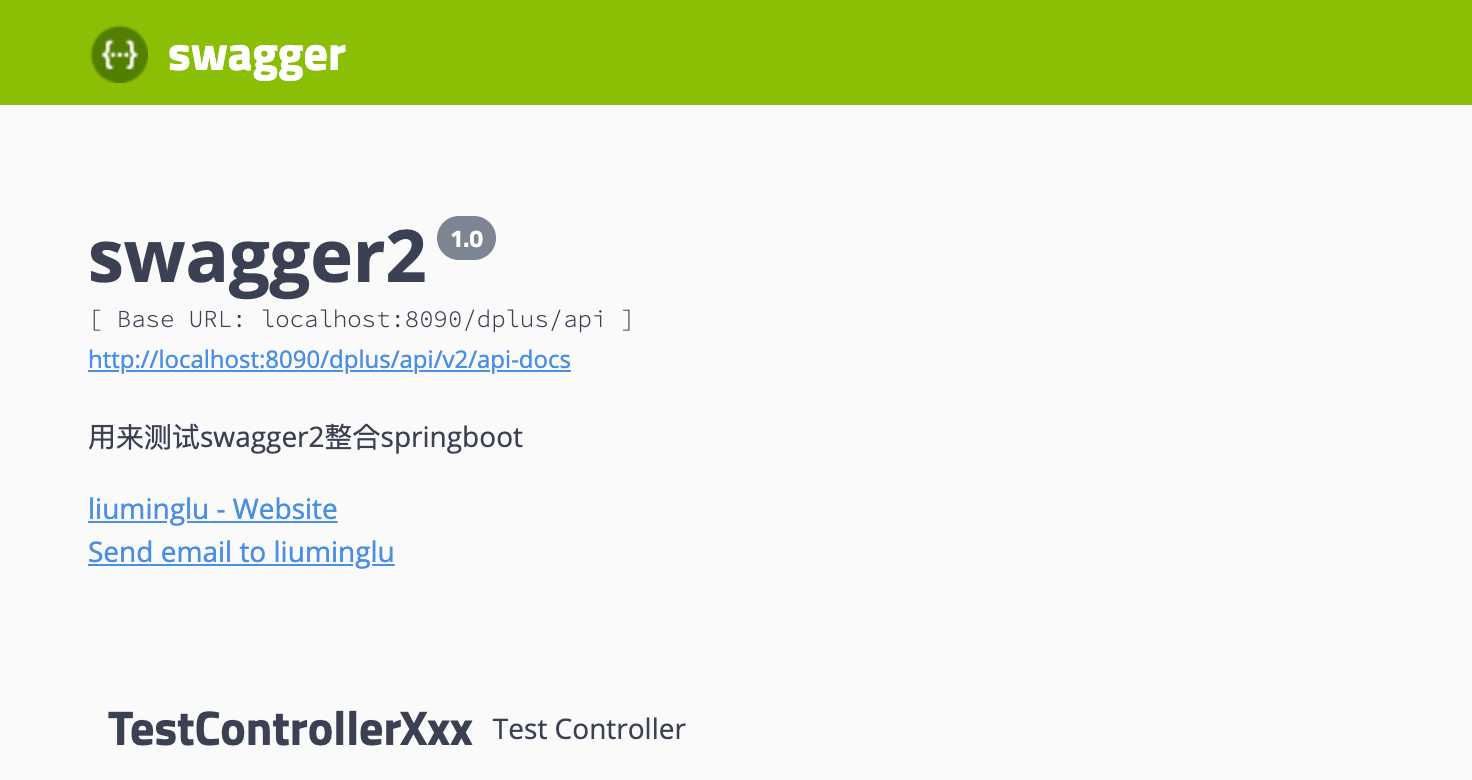 {···} swagger
swagger2 1.0
[ Base URL: localhost:8090/dplus/api ]
http://localhost:8090/dplus/api/v2/api-docs
用来测试swagger2整合springboot
liuminglu - Website
Send email to liuminglu
TestControllerXxx Test Controller